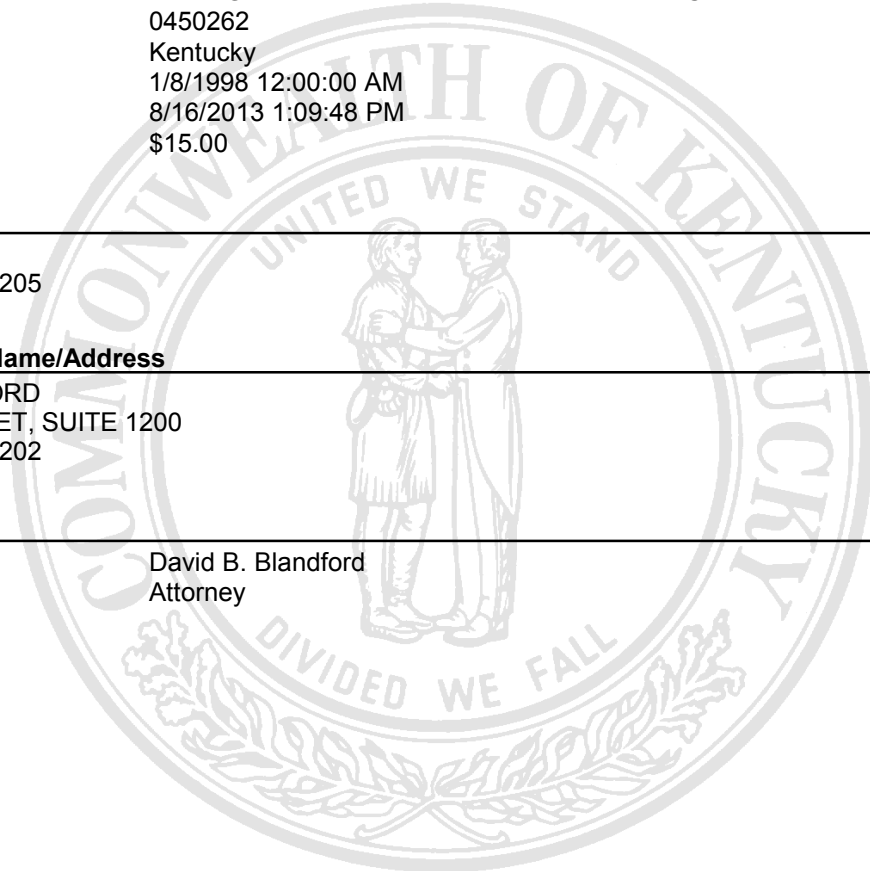 0450262
Kentucky
1/8/1998 12:00:00 AM
8/16/2013 1:09:48 PM
$15.00
COMMONWEALTH OF KENTUCKY
UNITED WE STAND
205
Name/Address
ORD
ET, SUITE 1200
202
David B. Blandford
Attorney
DIVIDED WE FALL